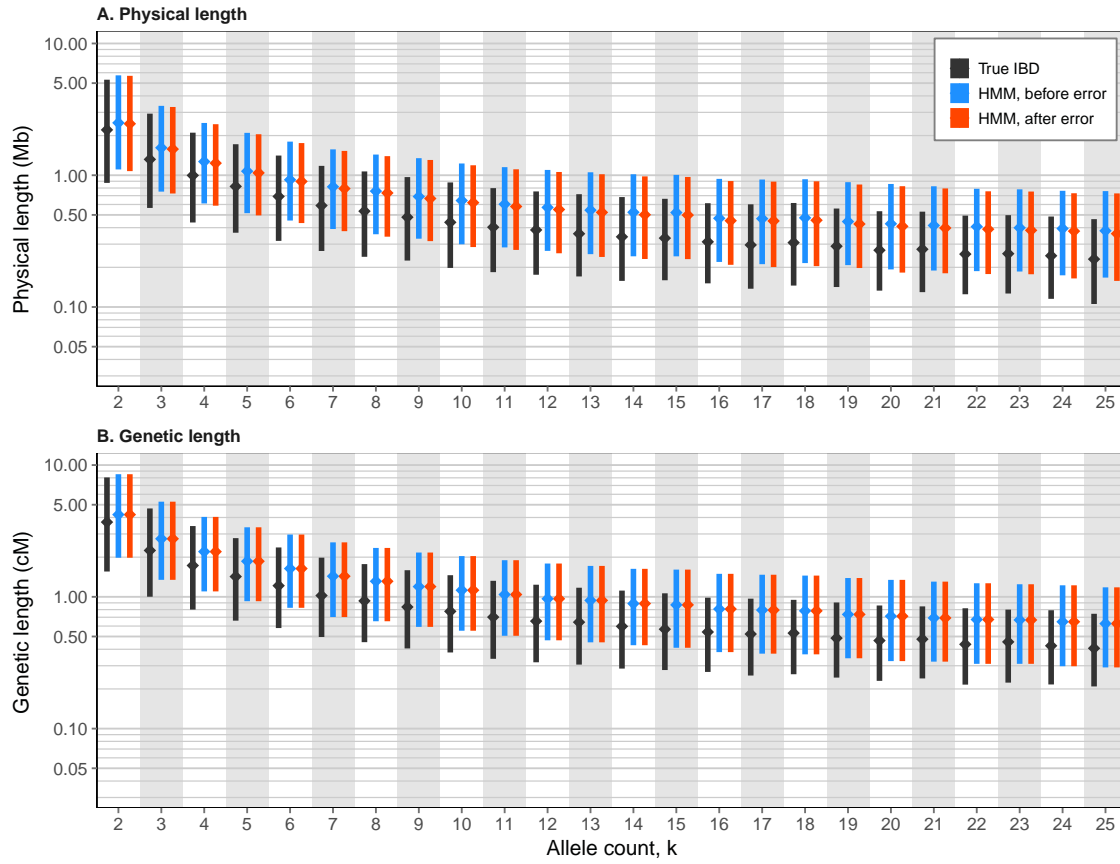 A. Physical length
10.00
5.00
1.00
0.50
0.10
0.05
Physical length (Mb)
True IBD
HMM, before error
HMM, after error
2 3 4 5 6 7 8 9 10 11 12 13 14 15 16 17 18 19 20 21 22 23 24 25
B. Genetic length
10.00
5.00
1.00
0.50
0.10
0.05
Genetic length (cM)
2 3 4 5 6 7 8 9 10 11 12 13 14 15 16 17 18 19 20 21 22 23 24 25
Allele count, k